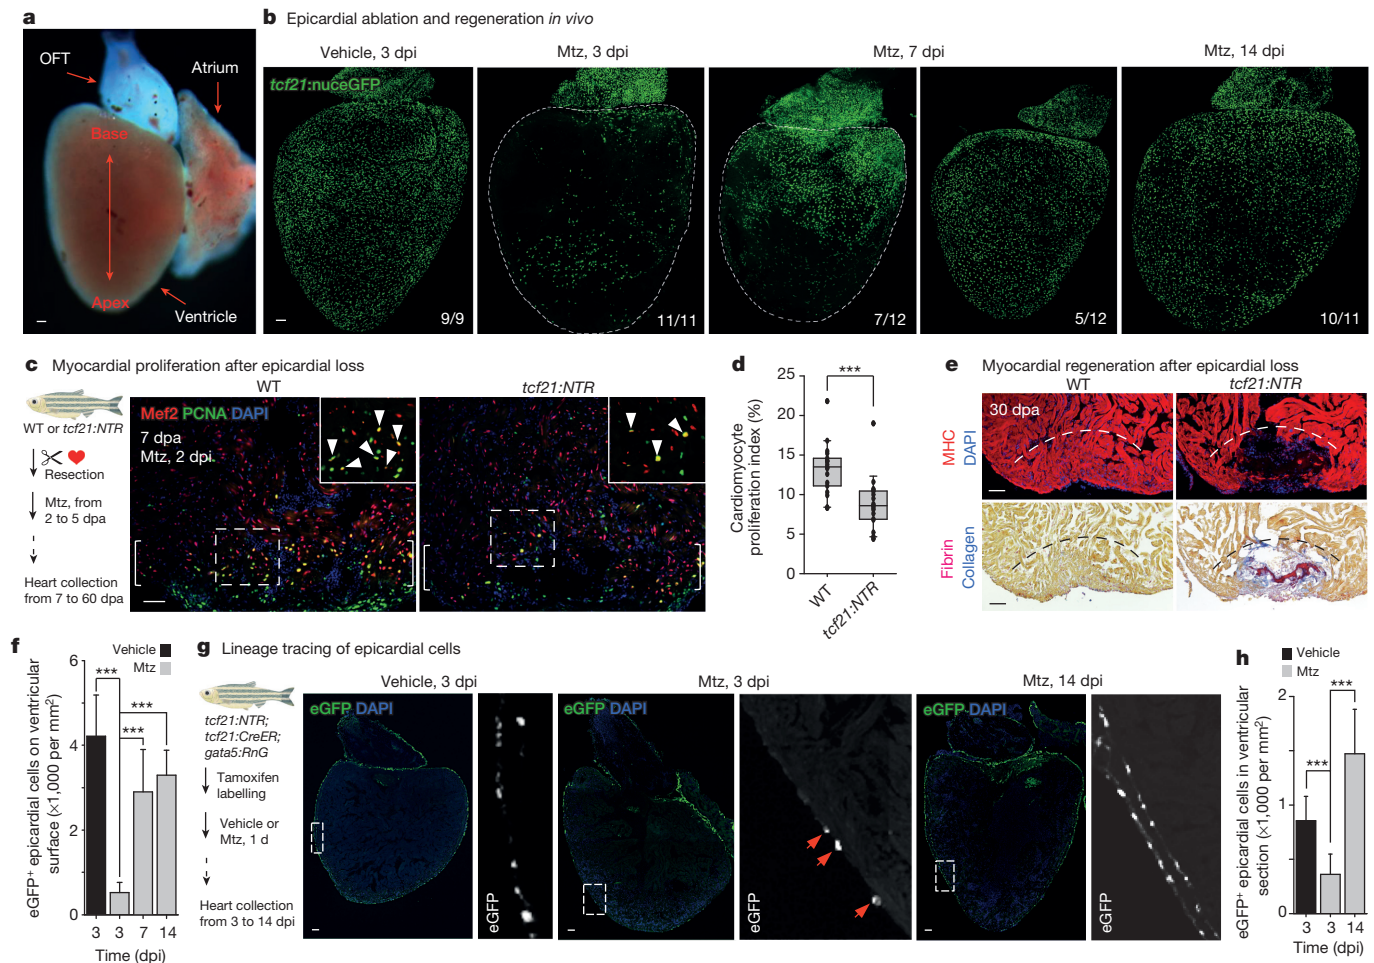 a
OFT
Atrium
Base
Apex
Ventricle
b Epicardial ablation and regeneration in vivo
Vehicle, 3 dpi
Mtz, 3 dpi
Mtz, 7 dpi
Mtz, 14 dpi
tcf21:nuceGFP
9/9
11/11
7/12
5/12
10/11
c Myocardial proliferation after epicardial loss
WT
tcf21:NTR
WT or tcf21:NTR
Resection
Mtz, from
2 to 5 dpa
Heart collection
from 7 to 60 dpa
Mef2 PCNA DAPI
7 dpa
Mtz, 2 dpi
d
Cardiomyocyte
proliferation index (%)
25
20
15
10
5
0
***
WT
tcf21:NTR
e Myocardial regeneration after epicardial loss
WT
tcf21:NTR
30 dpa
MHC
DAPI
Fibrin
Collagen
f
Vehicle
Mtz
eGFP+ epicardial cells on ventricular
surface (×1,000 per mm²)
6
4
2
0
***
***
***
3 3 7 14
Time (dpi)
g Lineage tracing of epicardial cells
tcf21:NTR;
tcf21:CreER;
gata5:RnG
Tamoxifen
labelling
Vehicle or
Mtz, 1 d
Heart collection
from 3 to 14 dpi
Vehicle, 3 dpi
Mtz, 3 dpi
Mtz, 14 dpi
eGFP DAPI
eGFP
eGFP DAPI
eGFP
eGFP DAPI
eGFP
h
Vehicle
Mtz
eGFP+ epicardial cells in ventricular
section (×1,000 per mm²)
2
1
0
***
***
3 3 14
Time (dpi)